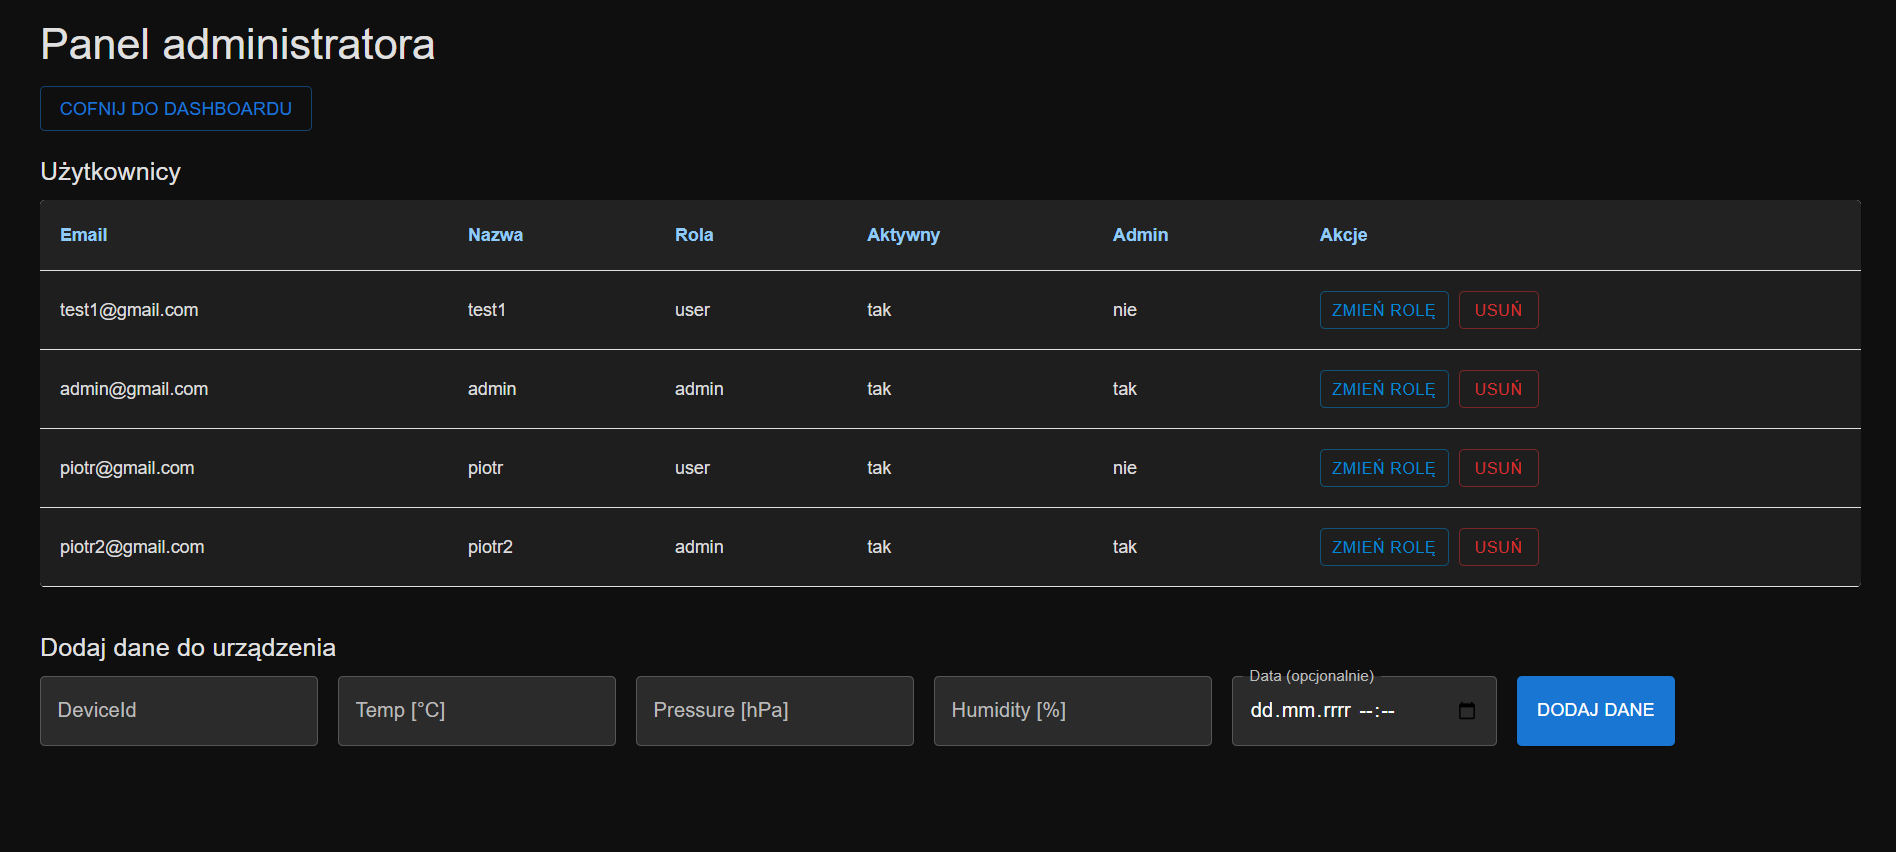 Panel administratora
COFNIJ DO DASHBOARDU
Użytkownicy
Email Nazwa Rola Aktywny Admin Akcje
test1@gmail.com test1 user tak nie ZMIEŃ ROLĘ USUŃ
admin@gmail.com admin admin tak tak ZMIEŃ ROLĘ USUŃ
piotr@gmail.com piotr user tak nie ZMIEŃ ROLĘ USUŃ
piotr2@gmail.com piotr2 admin tak tak ZMIEŃ ROLĘ USUŃ
Dodaj dane do urządzenia
Data (opcjonalnie)
DeviceId Temp [°C] Pressure [hPa] Humidity [%] dd.mm.rrrr --:-- DODAJ DANE